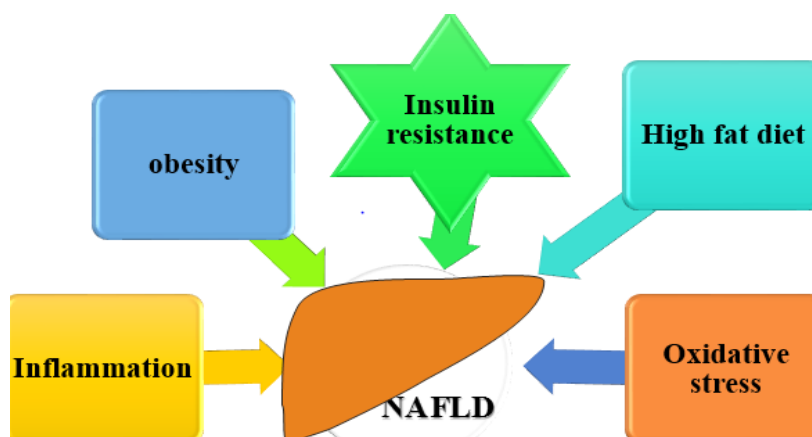 Insulin
resistance
High fat diet
obesity
Inflammation
Oxidative
stress
NAFLD